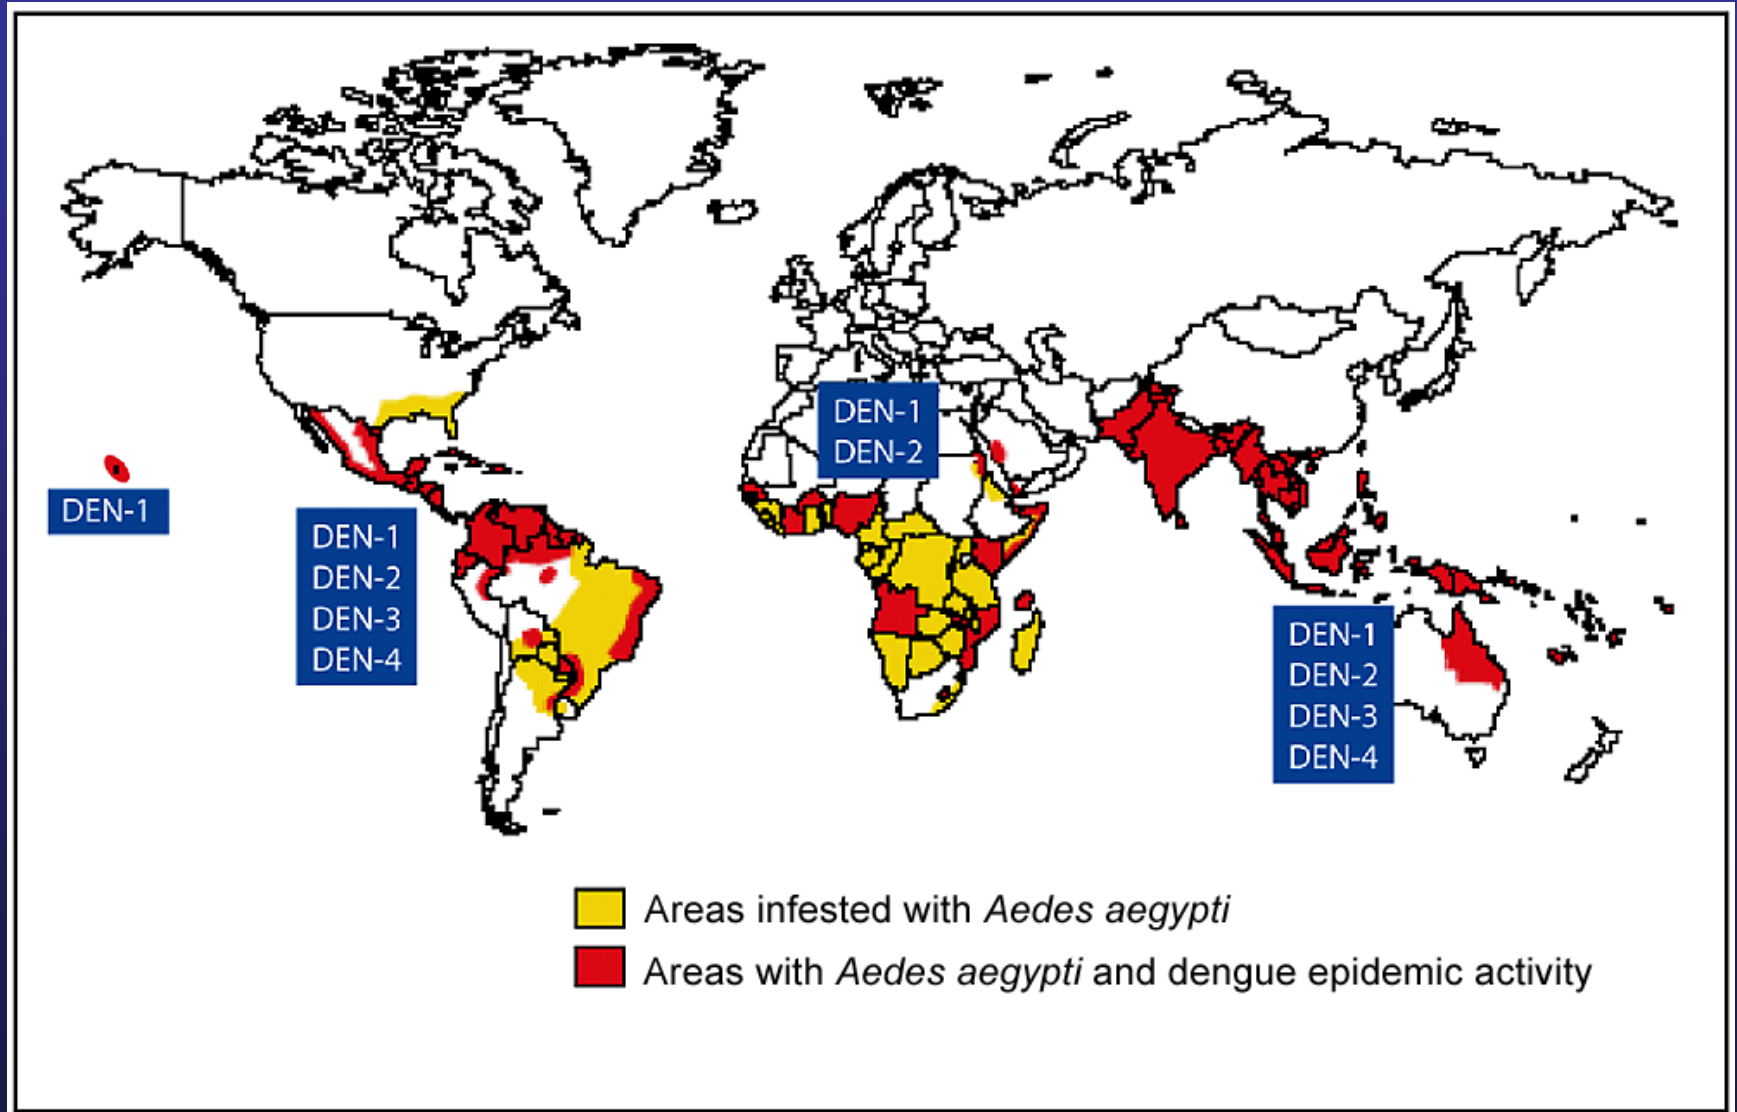 DEN-1
DEN-2
DEN-1
DEN-1
DEN-2
DEN-3
DEN-4
DEN-1
DEN-2
DEN-3
DEN-4
Areas infested with Aedes aegypti
Areas with Aedes aegypti and dengue epidemic activity